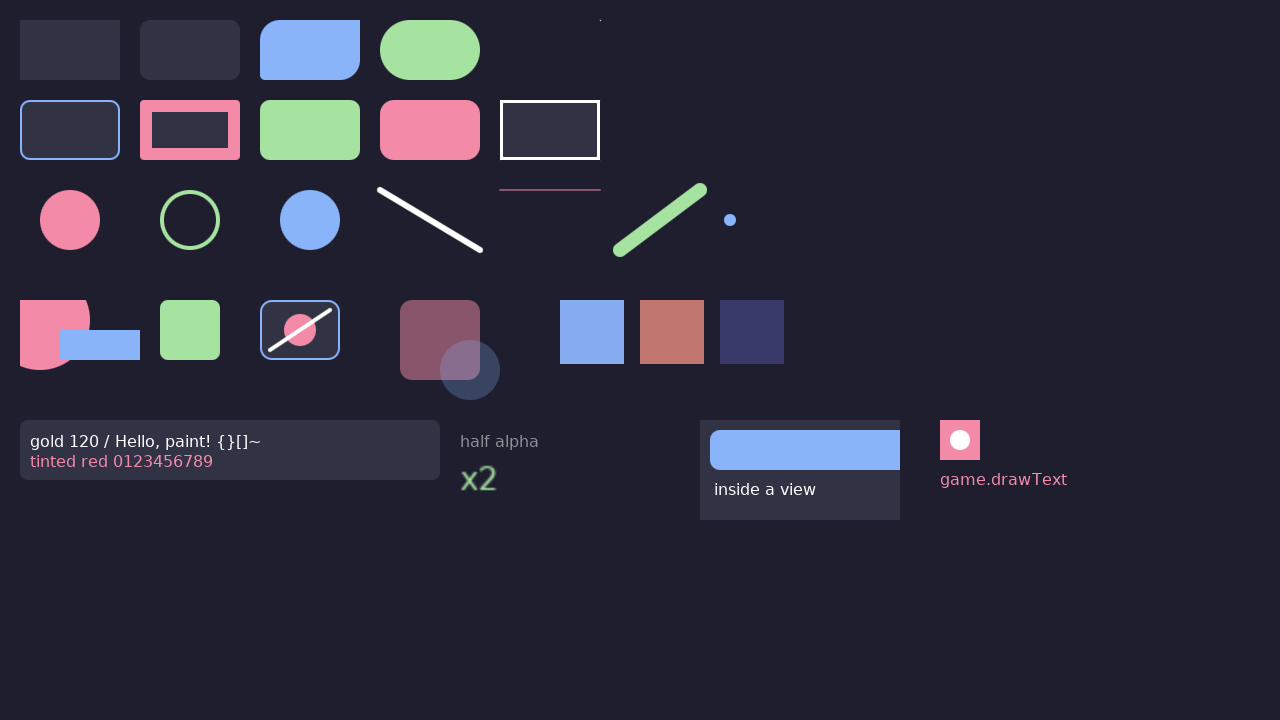 gold 120 / Hello, paint! {}[]~
tinted red 0123456789
half alpha
x2
inside a view
game.drawText